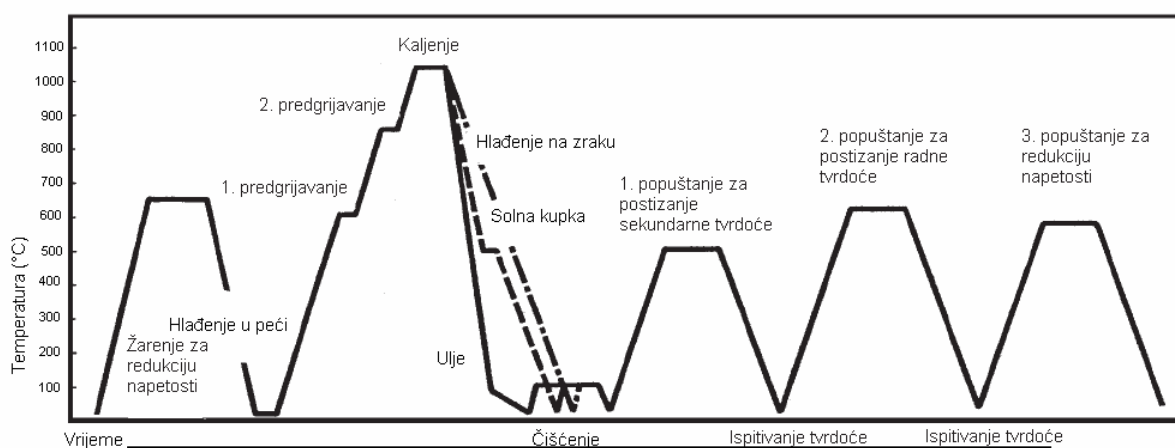 Temperatura (°C)
1100
1000
900
800
700
600
500
400
300
200
100
Kaljenje
2. predgrijavanje
1. predgrijavanje
Hlađenje u peći
Žarenje za
redukciju
napetosti
Hlađenje na zraku
Solna kupka
Ulje
1. popuštanje za
postizanje
sekundarne tvrdoće
2. popuštanje za
postizanje radne
tvrdoće
3. popuštanje za
redukciju
napetosti
Vrijeme
Čišćenje
Ispitivanje tvrdoće
Ispitivanje tvrdoće